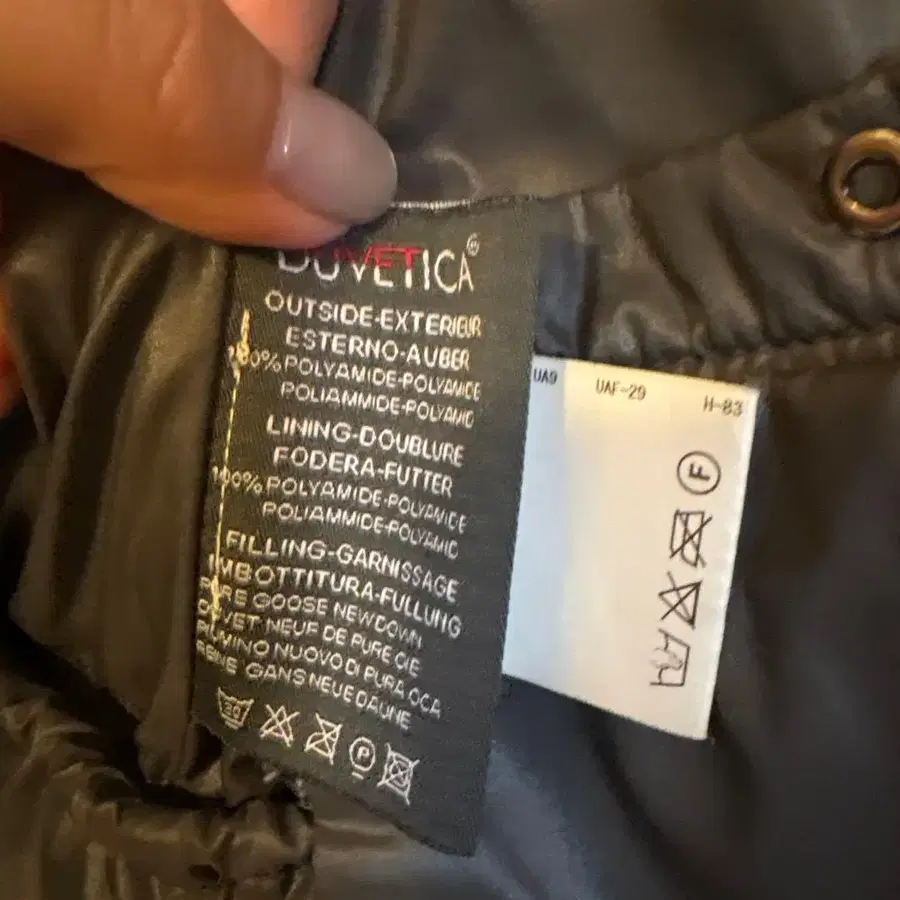 DUVETICA®
OUTSIDE-EXTERIEUR
ESTERNO-AUBER
100% POLYAMIDE-POLYAMIDE
POLIAMMIDE-POLYAMID
LINING-DOUBLURE
FODERA-FUTTER
100% POLYAMIDE-POLYAMIDE
POLIAMMIDE-POLYAMID
FILLING-GARNISSAGE
IMBOTTITURA-FULLUNG
PURE GOOSE NEW DOWN
DUVET NEUF DE PURE OIE
PIUMINO NUOVO DI PURA OCA
REINE GANS NEUE DAUNE
30
P
UA9 UAF-29 H-83
F